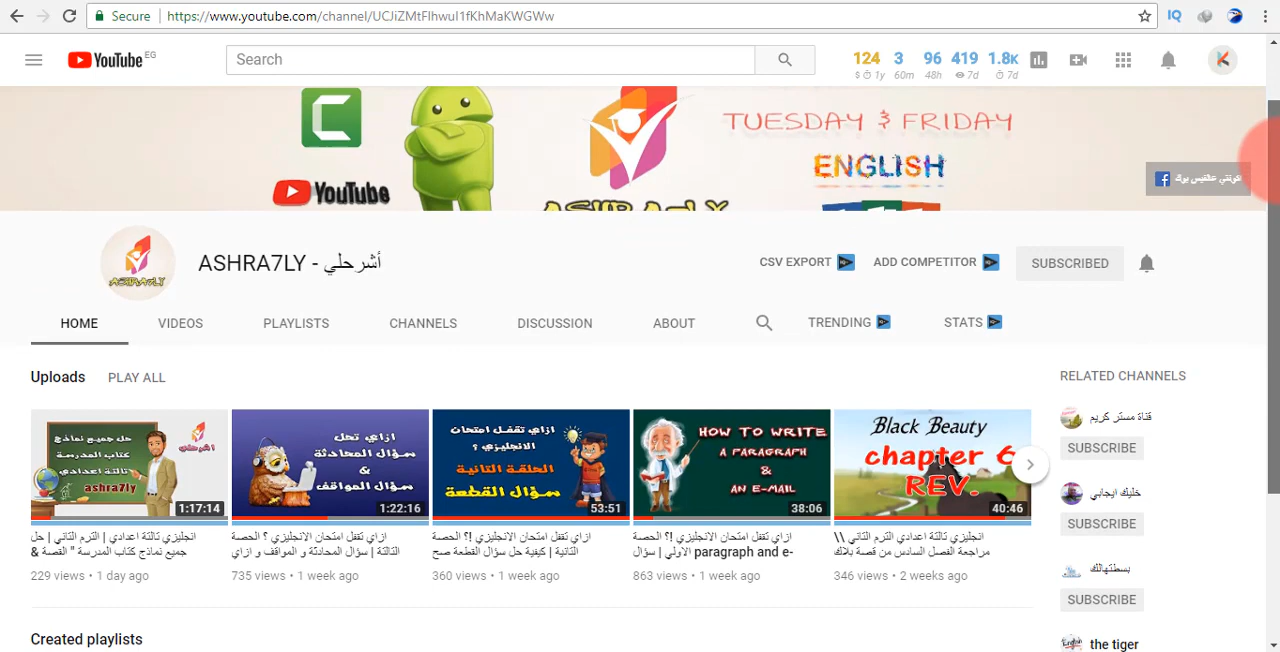 Secure https://www.youtube.com/channel/UCJiZMtFlhwuI1fKhMaKWGWw
YouTube EG
Search
124 3 96 419 1.8K
$ 1y 60m 48h 7d 7d
TUESDAY & FRIDAY
ENGLISH
YouTube
ASHRA7LY
ASHRA7LY - أشرحلي
CSV EXPORT
ADD COMPETITOR
SUBSCRIBED
HOME VIDEOS PLAYLISTS CHANNELS DISCUSSION ABOUT TRENDING STATS
Uploads PLAY ALL
RELATED CHANNELS
حل جميع نماذج
كتاب المدرسة
تالتة اعدادي
ashra7ly
اشرحلي
1:17:14
ازاي تحل
سؤال المحادثة
&
سؤال المواقف
1:22:16
ازاي تقفل امتحان
الانجليزي ؟
الحلقة التانية
سؤال القطعة
53:51
HOW TO WRITE
A PARAGRAPH
&
AN E-MAIL
38:06
Black Beauty
chapter 6
REV.
40:46
انجليزي تالتة اعدادي | الترم التاني | حل
جميع نماذج كتاب المدرسة " القصة &
229 views • 1 day ago
ازاي تقفل امتحان الانجليزي ؟ الحصة
التالتة | سؤال المحادثة و المواقف و ازاي
735 views • 1 week ago
ازاي تقفل امتحان الانجليزي ؟! الحصة
التانية | كيفية حل سؤال القطعة صح
360 views • 1 week ago
ازاي تقفل امتحان الانجليزي ؟! الحصة
الاولي | سؤال paragraph and e-
863 views • 1 week ago
انجليزي تالتة اعدادي الترم التاني \\
مراجعة الفصل السادس من قصة بلاك
346 views • 2 weeks ago
قناة مستر كريم
SUBSCRIBE
خليك ايجابي
SUBSCRIBE
بسطتهالك
SUBSCRIBE
the tiger
Created playlists